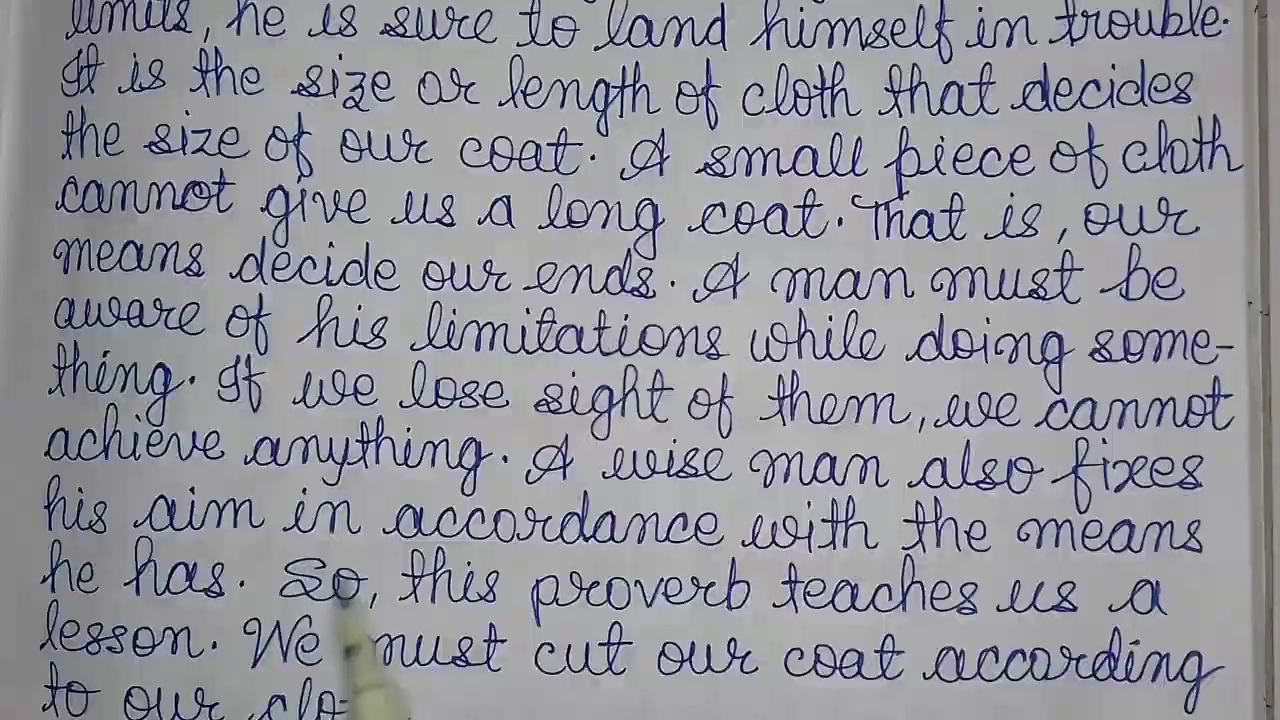 limits, he is sure to land himself in trouble.
It is the size or length of cloth that decides
the size of our coat. A small piece of cloth
cannot give us a long coat. That is, our
means decide our ends. A man must be
aware of his limitations while doing some-
thing. If we lose sight of them, we cannot
achieve anything. A wise man also fixes
his aim in accordance with the means
he has. So, this proverb teaches us a
lesson. We must cut our coat according
to our